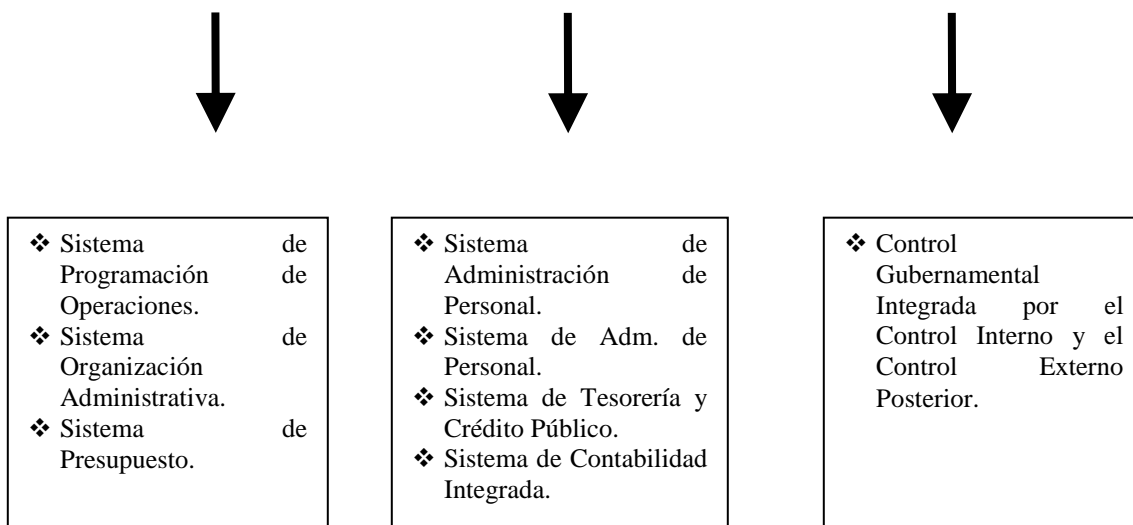 ❖ Sistema de
Programación de
Operaciones.
❖ Sistema de
Organización
Administrativa.
❖ Sistema de
Presupuesto.
❖ Sistema de
Administración de
Personal.
❖ Sistema de Adm. de
Personal.
❖ Sistema de Tesorería y
Crédito Público.
❖ Sistema de Contabilidad
Integrada.
❖ Control
Gubernamental
Integrada por el
Control Interno y el
Control Externo
Posterior.